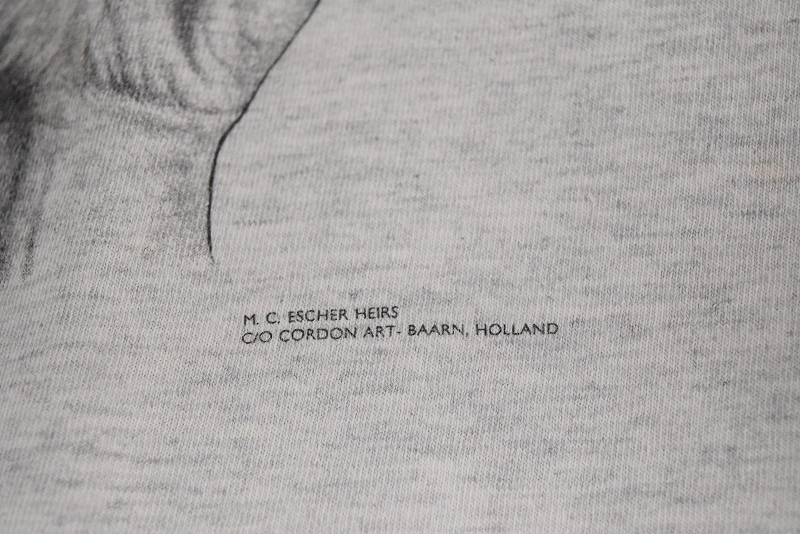 M. C. ESCHER HEIRS
C/O CORDON ART- BAARN, HOLLAND